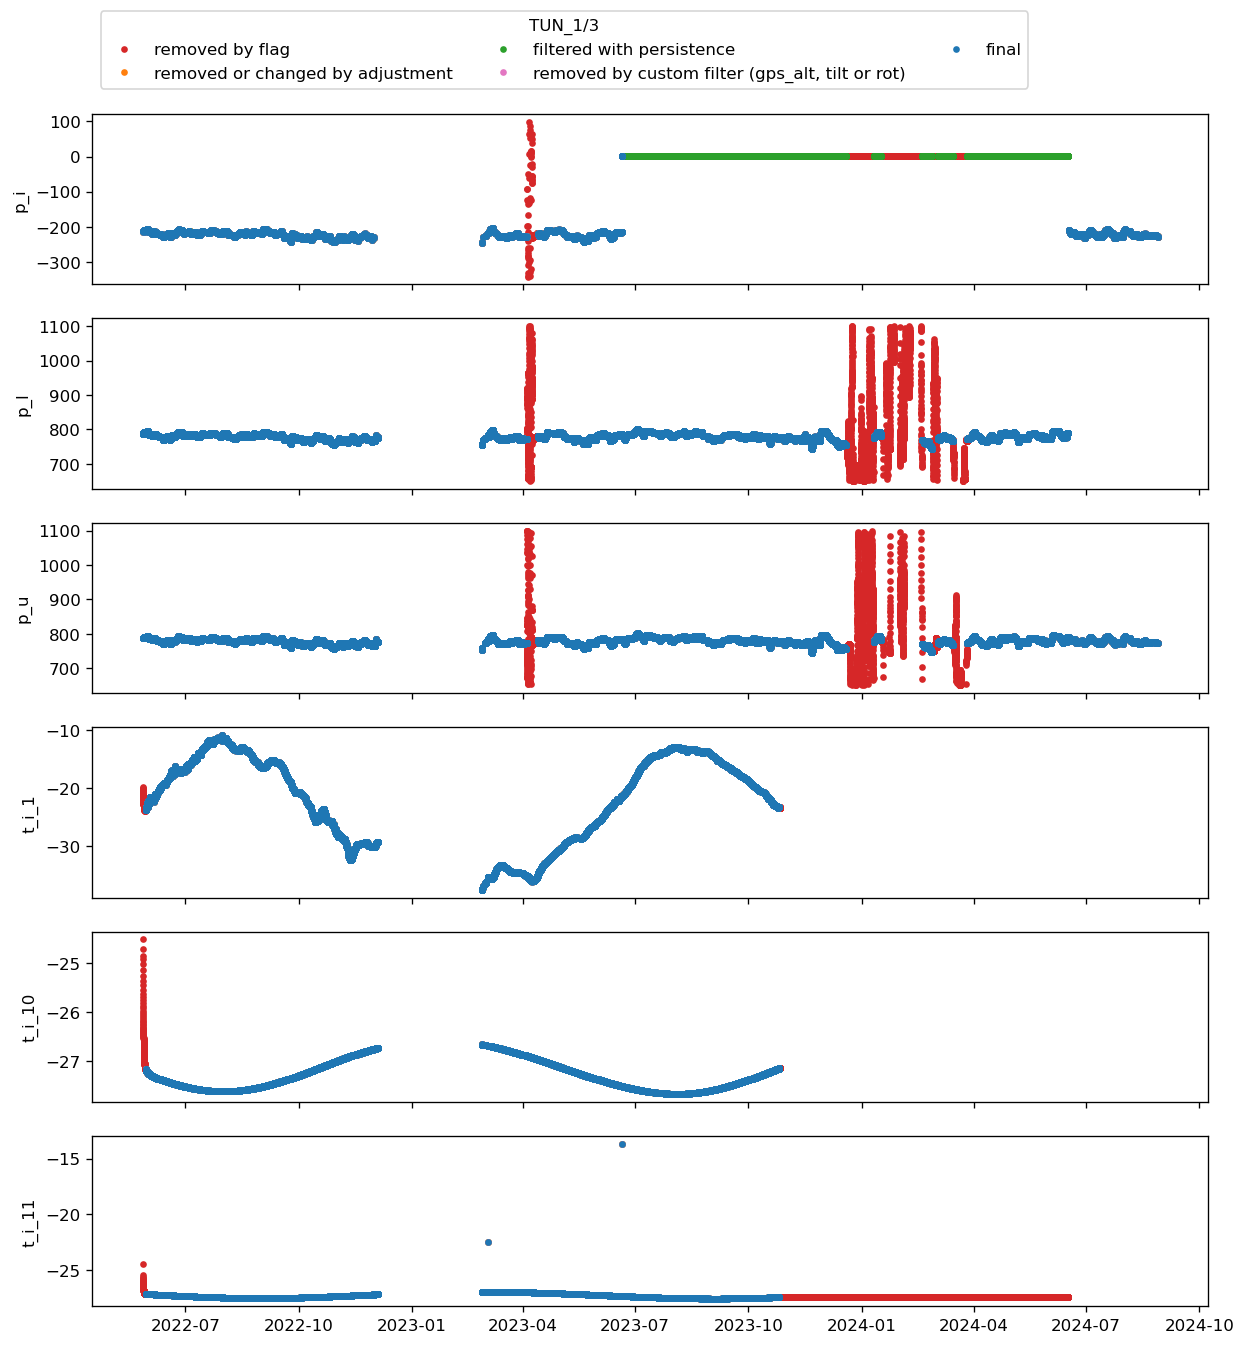 TUN_1/3
removed by flag
filtered with persistence
final
removed or changed by adjustment
removed by custom filter (gps_alt, tilt or rot)
100
0
−100
−200
−300
p_i
1100
1000
900
800
700
p_l
1100
1000
900
800
700
p_u
−10
−20
−30
t_i_1
−25
−26
−27
t_i_10
−15
−20
−25
t_i_11
2022-07
2022-10
2023-01
2023-04
2023-07
2023-10
2024-01
2024-04
2024-07
2024-10